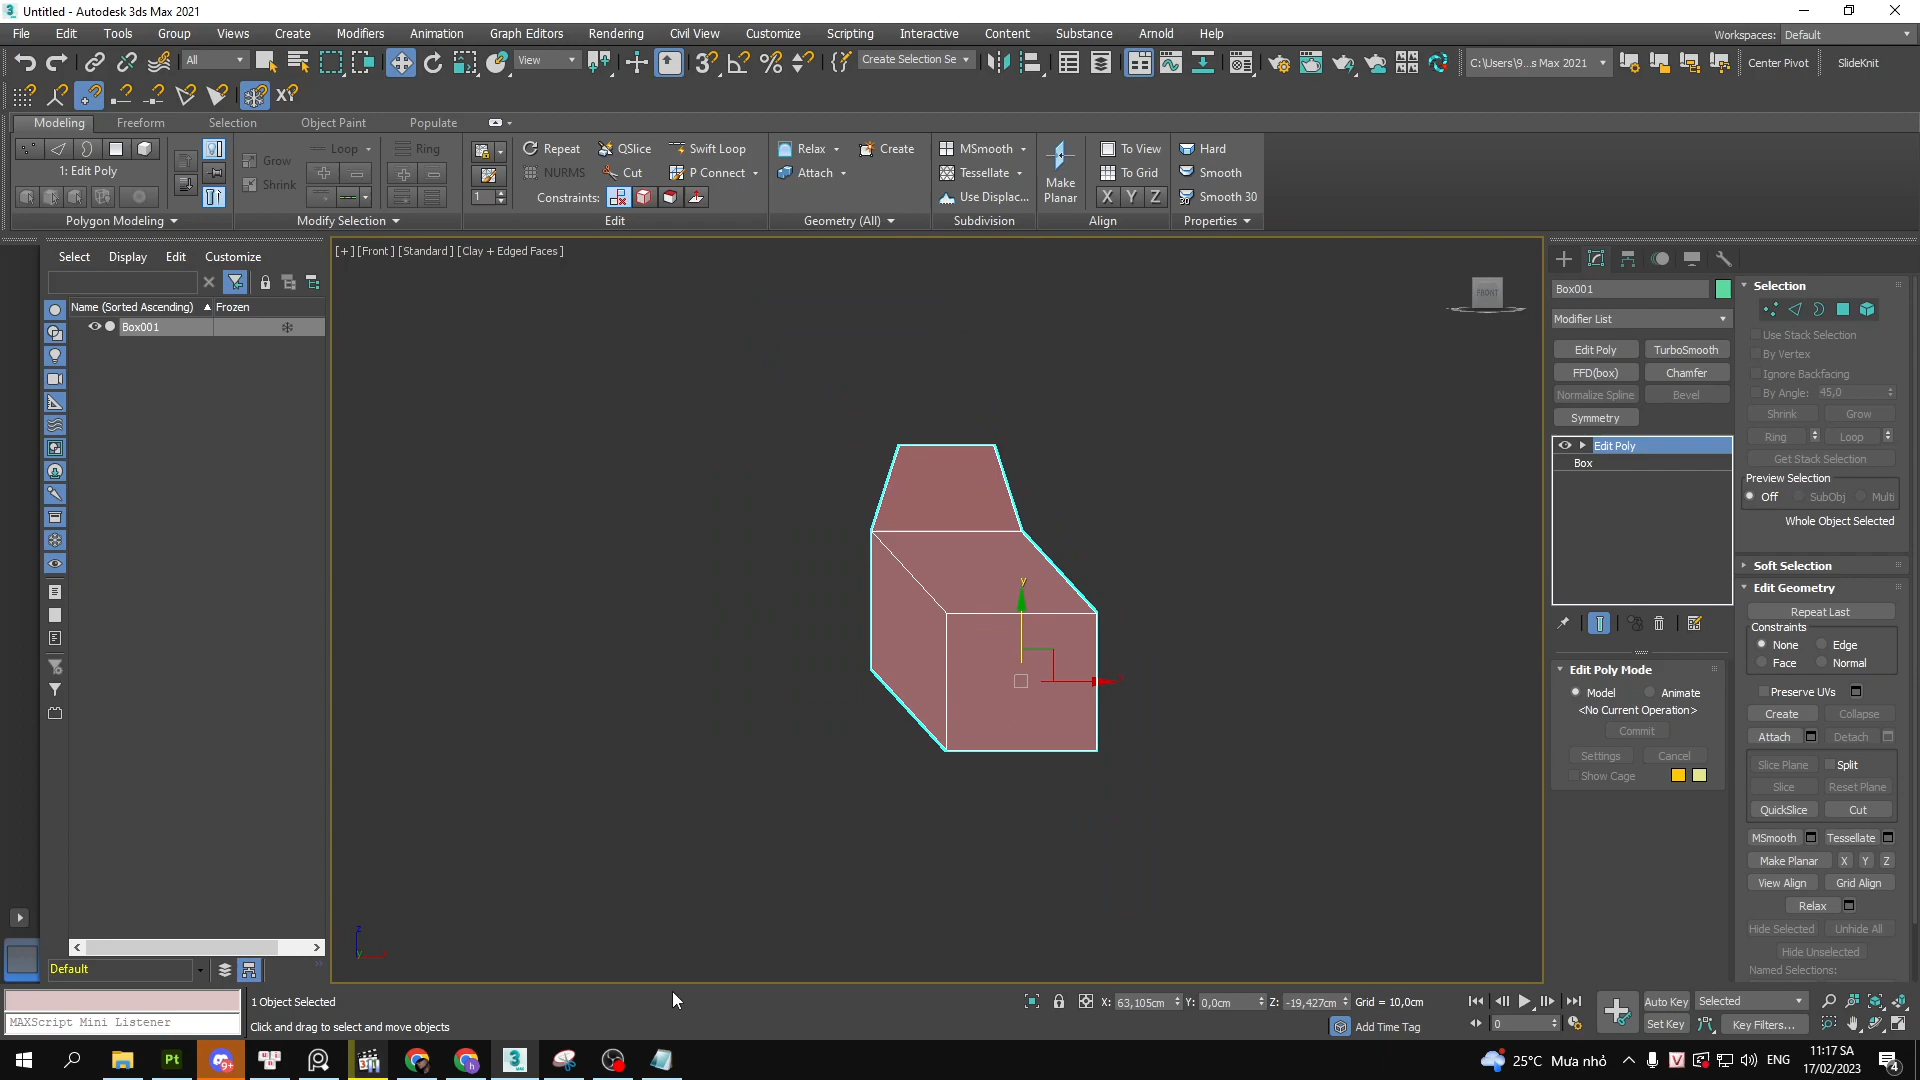 Untitled - Autodesk 3ds Max 2021
File Edit Tools Group Views Create Modifiers Animation Graph Editors Rendering Civil View Customize Scripting Interactive Content Substance Arnold Help
Workspaces: Default
All View Create Selection Se C:\Users\9...s Max 2021 Center Pivot SlideKnit
Modeling Freeform Selection Object Paint Populate
Loop Ring Repeat QSlice Swift Loop Relax Create MSmooth To View Hard
1: Edit Poly Grow NURMS Cut P Connect Attach Tessellate To Grid Smooth
Shrink 1 Constraints: Use Displac... Make Planar X Y Z Smooth 30
Polygon Modeling Modify Selection Edit Geometry (All) Subdivision Align Properties
Select Display Edit Customize
Name (Sorted Ascending) Frozen
Box001
[+] [Front] [Standard] [Clay + Edged Faces]
FRONT
y
z
y
Default
Box001
Modifier List
Edit Poly TurboSmooth
FFD(box) Chamfer
Normalize Spline Bevel
Symmetry
Edit Poly
Box
Edit Poly Mode
Model Animate
<No Current Operation>
Commit
Settings Cancel
Show Cage
Selection
Use Stack Selection
By Vertex
Ignore Backfacing
By Angle: 45,0
Shrink Grow
Ring Loop
Get Stack Selection
Preview Selection
Off SubObj Multi
Whole Object Selected
Soft Selection
Edit Geometry
Repeat Last
Constraints
None Edge
Face Normal
Preserve UVs
Create Collapse
Attach Detach
Slice Plane Split
Slice Reset Plane
QuickSlice Cut
MSmooth Tessellate
Make Planar X Y Z
View Align Grid Align
Relax
Hide Selected Unhide All
Hide Unselected
Named Selections:
MAXScript Mini Listener
1 Object Selected
Click and drag to select and move objects
X: 63,105cm Y: 0,0cm Z: -19,427cm Grid = 10,0cm
Add Time Tag
0
Auto Key Selected
Set Key Key Filters...
Pt
9+
3
25°C Mưa nhỏ
V
ENG
11:17 SA
17/02/2023
4